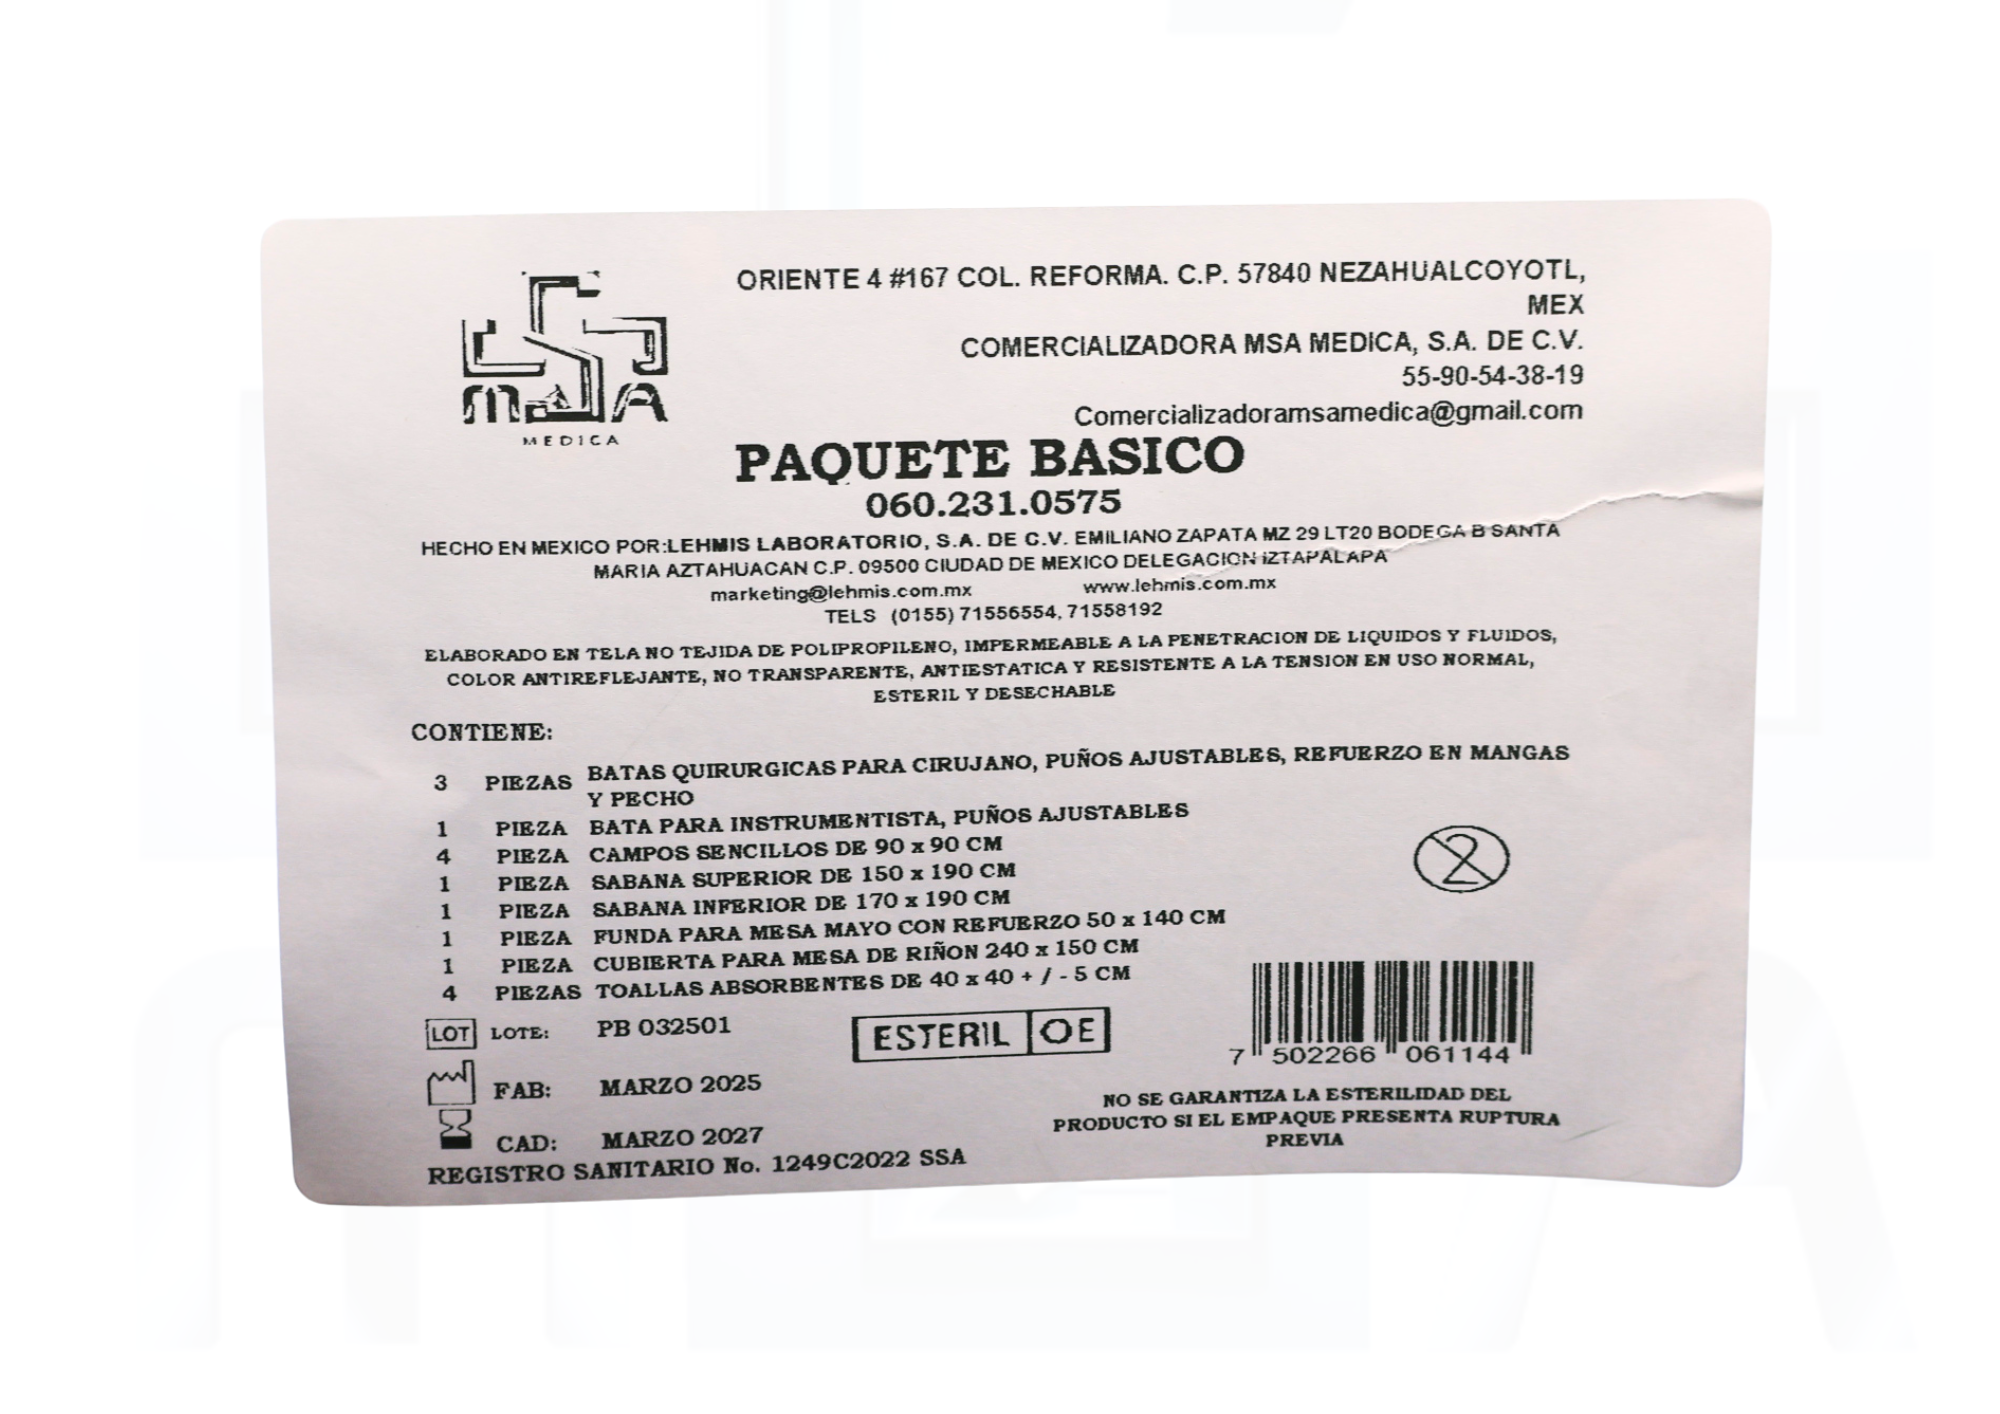 ORIENTE 4 #167 COL. REFORMA. C.P. 57840 NEZAHUALCOYOTL,
MEX
COMERCIALIZADORA MSA MEDICA, S.A. DE C.V.
55-90-54-38-19
Comercializadoramsamedica@gmail.com
MSA
MEDICA
PAQUETE BASICO
060.231.0575
HECHO EN MEXICO POR:LEHMIS LABORATORIO, S.A. DE C.V. EMILIANO ZAPATA MZ 29 LT20 BODEGA B SANTA
MARIA AZTAHUACAN C.P. 09500 CIUDAD DE MEXICO DELEGACION IZTAPALAPA
marketing@lehmis.com.mx www.lehmis.com.mx
TELS (0155) 71556554, 71558192
ELABORADO EN TELA NO TEJIDA DE POLIPROPILENO, IMPERMEABLE A LA PENETRACION DE LIQUIDOS Y FLUIDOS,
COLOR ANTIREFLEJANTE, NO TRANSPARENTE, ANTIESTATICA Y RESISTENTE A LA TENSION EN USO NORMAL,
ESTERIL Y DESECHABLE
CONTIENE:
3 PIEZAS BATAS QUIRURGICAS PARA CIRUJANO, PUÑOS AJUSTABLES, REFUERZO EN MANGAS
Y PECHO
1 PIEZA BATA PARA INSTRUMENTISTA, PUÑOS AJUSTABLES
4 PIEZA CAMPOS SENCILLOS DE 90 x 90 CM
1 PIEZA SABANA SUPERIOR DE 150 x 190 CM
1 PIEZA SABANA INFERIOR DE 170 x 190 CM
1 PIEZA FUNDA PARA MESA MAYO CON REFUERZO 50 x 140 CM
1 PIEZA CUBIERTA PARA MESA DE RIÑON 240 x 150 CM
4 PIEZAS TOALLAS ABSORBENTES DE 40 x 40 + / - 5 CM
2
LOT LOTE: PB 032501
ESTERIL OE
7 502266 061144
FAB: MARZO 2025
CAD: MARZO 2027
REGISTRO SANITARIO No. 1249C2022 SSA
NO SE GARANTIZA LA ESTERILIDAD DEL
PRODUCTO SI EL EMPAQUE PRESENTA RUPTURA
PREVIA